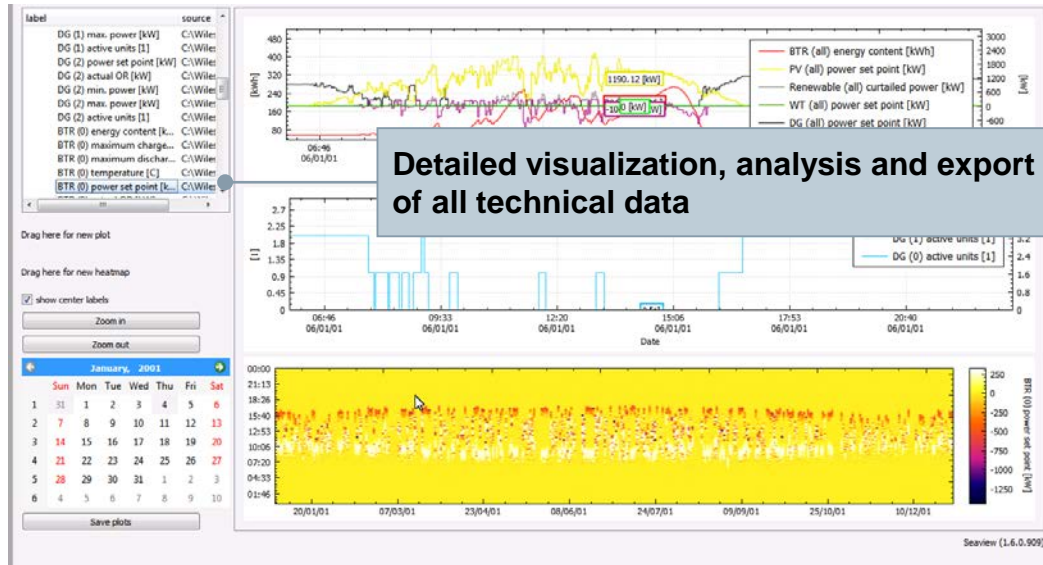 label source
DG (1) max. power [kW] C:\Wiles
DG (1) active units [1] C:\Wiles
DG (2) power set point [kW] C:\Wiles
DG (2) actual OR [kW] C:\Wiles
DG (2) min. power [kW] C:\Wiles
DG (2) max. power [kW] C:\Wiles
DG (2) active units [1] C:\Wiles
BTR (0) energy content [k... C:\Wiles
BTR (0) maximum charge... C:\Wiles
BTR (0) maximum dischar... C:\Wiles
BTR (0) temperature [C] C:\Wiles
BTR (0) power set point [k... C:\Wiles
Drag here for new plot
Drag here for new heatmap
show center labels
Zoom in
Zoom out
January, 2001
Sun Mon Tue Wed Thu Fri Sat
1 31 1 2 3 4 5 6
2 7 8 9 10 11 12 13
3 14 15 16 17 18 19 20
4 21 22 23 24 25 26 27
5 28 29 30 31 1 2 3
6 4 5 6 7 8 9 10
Save plots
[kWh]
480
400
320
240
160
80
06:46
06/01/01
1190.12 [kW]
0 [kW]
BTR (all) energy content [kWh]
PV (all) power set point [kW]
Renewable (all) curtailed power [kW]
WT (all) power set point [kW]
DG (all) power set point [kW]
3000
2400
1800
1200
600
0
-600
[kW]
Detailed visualization, analysis and export
of all technical data
[1]
2.7
2.25
1.8
1.35
0.9
0.45
0
DG (1) active units [1]
DG (0) active units [1]
3.2
2.4
1.6
0.8
0
06:46 09:33 12:20 15:06 17:53 20:40
06/01/01 06/01/01 06/01/01 06/01/01 06/01/01 06/01/01
Date
00:00
21:13
18:26
15:40
12:53
10:06
07:20
04:33
01:46
20/01/01 07/03/01 23/04/01 08/06/01 24/07/01 09/09/01 25/10/01 10/12/01
250
0
-250
-500
-750
-1000
-1250
BTR (0) power set point [kW]
Seaview (1.6.0.909)